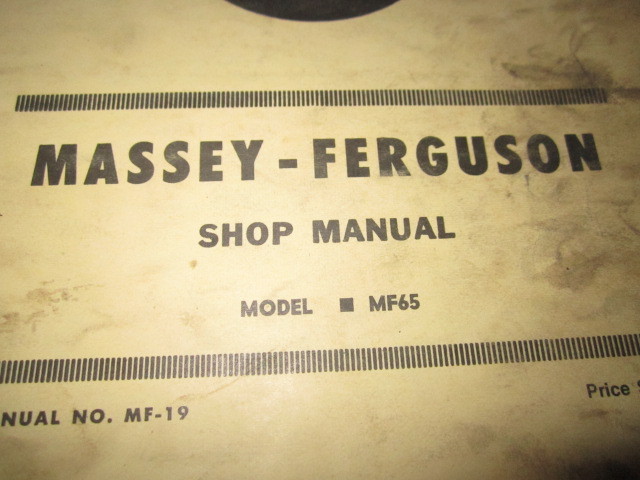 MASSEY-FERGUSON
SHOP MANUAL
MODEL ■ MF65
NUAL NO. MF-19
Price